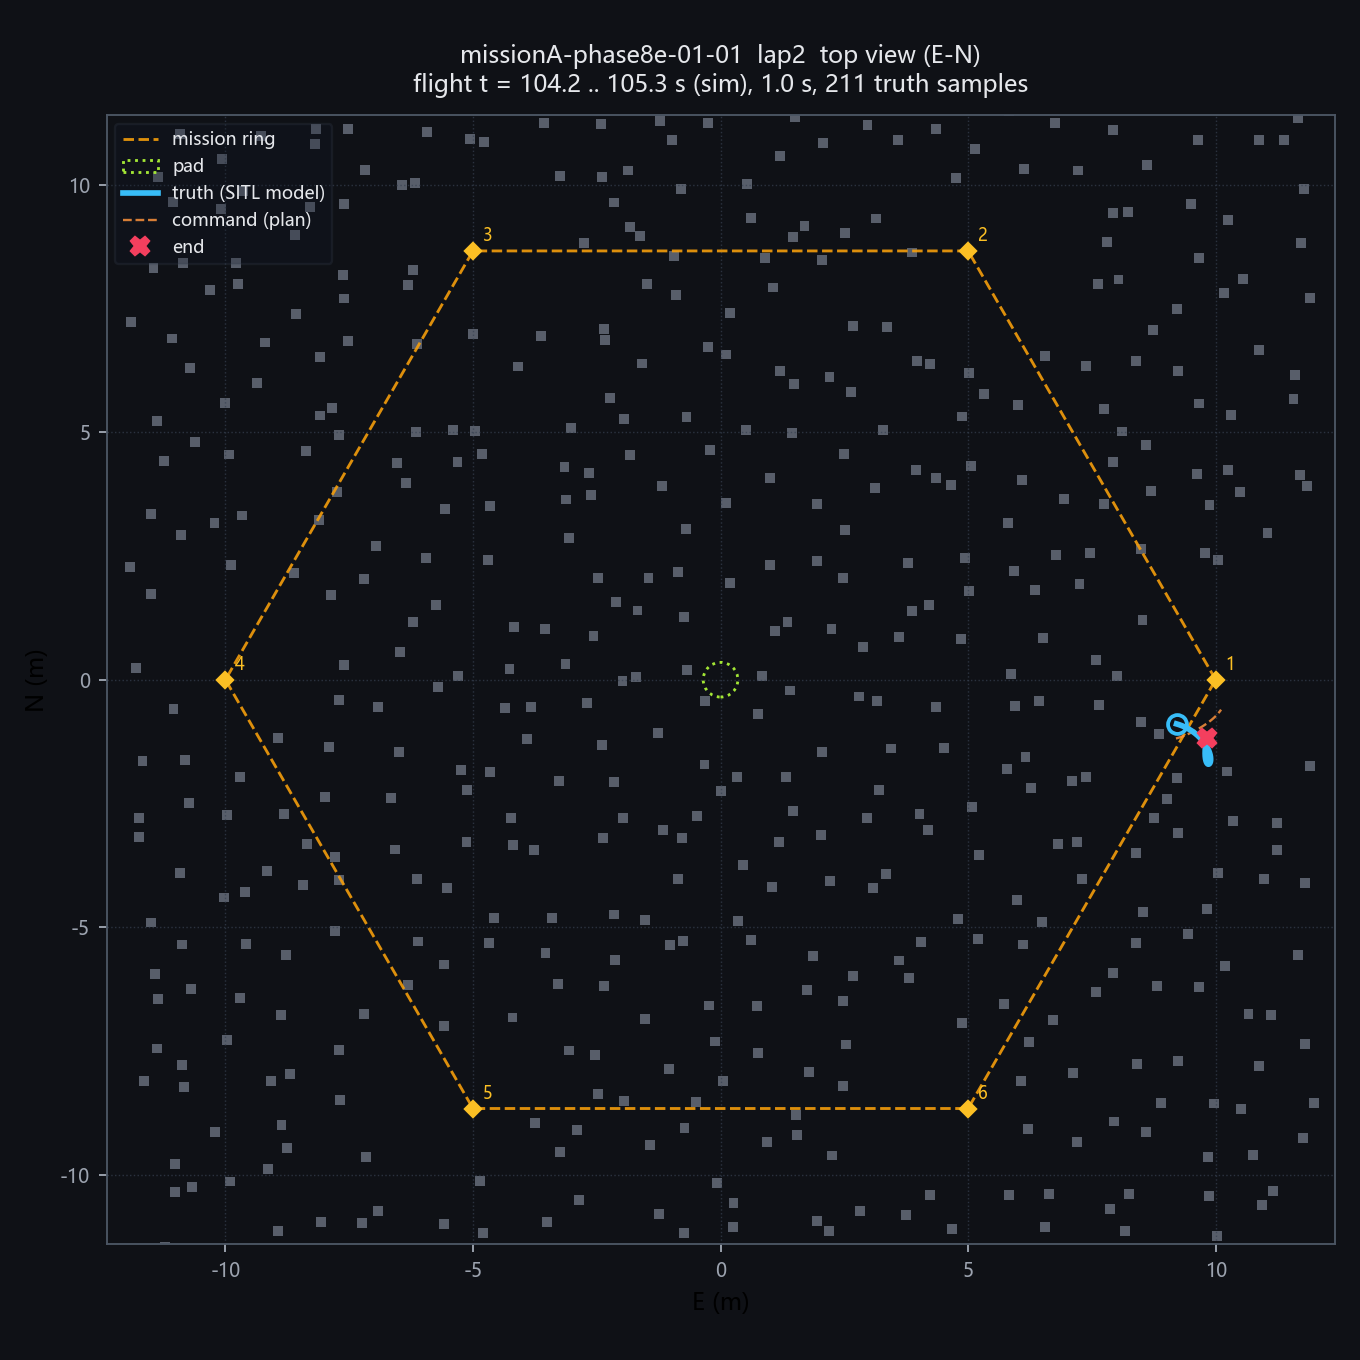 missionA-phase8e-01-01 lap2 top view (E-N)
flight t = 104.2 .. 105.3 s (sim), 1.0 s, 211 truth samples
mission ring
pad
truth (SITL model)
command (plan)
end
3
2
4
1
5
6
10
5
0
-5
-10
N (m)
-10
-5
0
5
10
E (m)